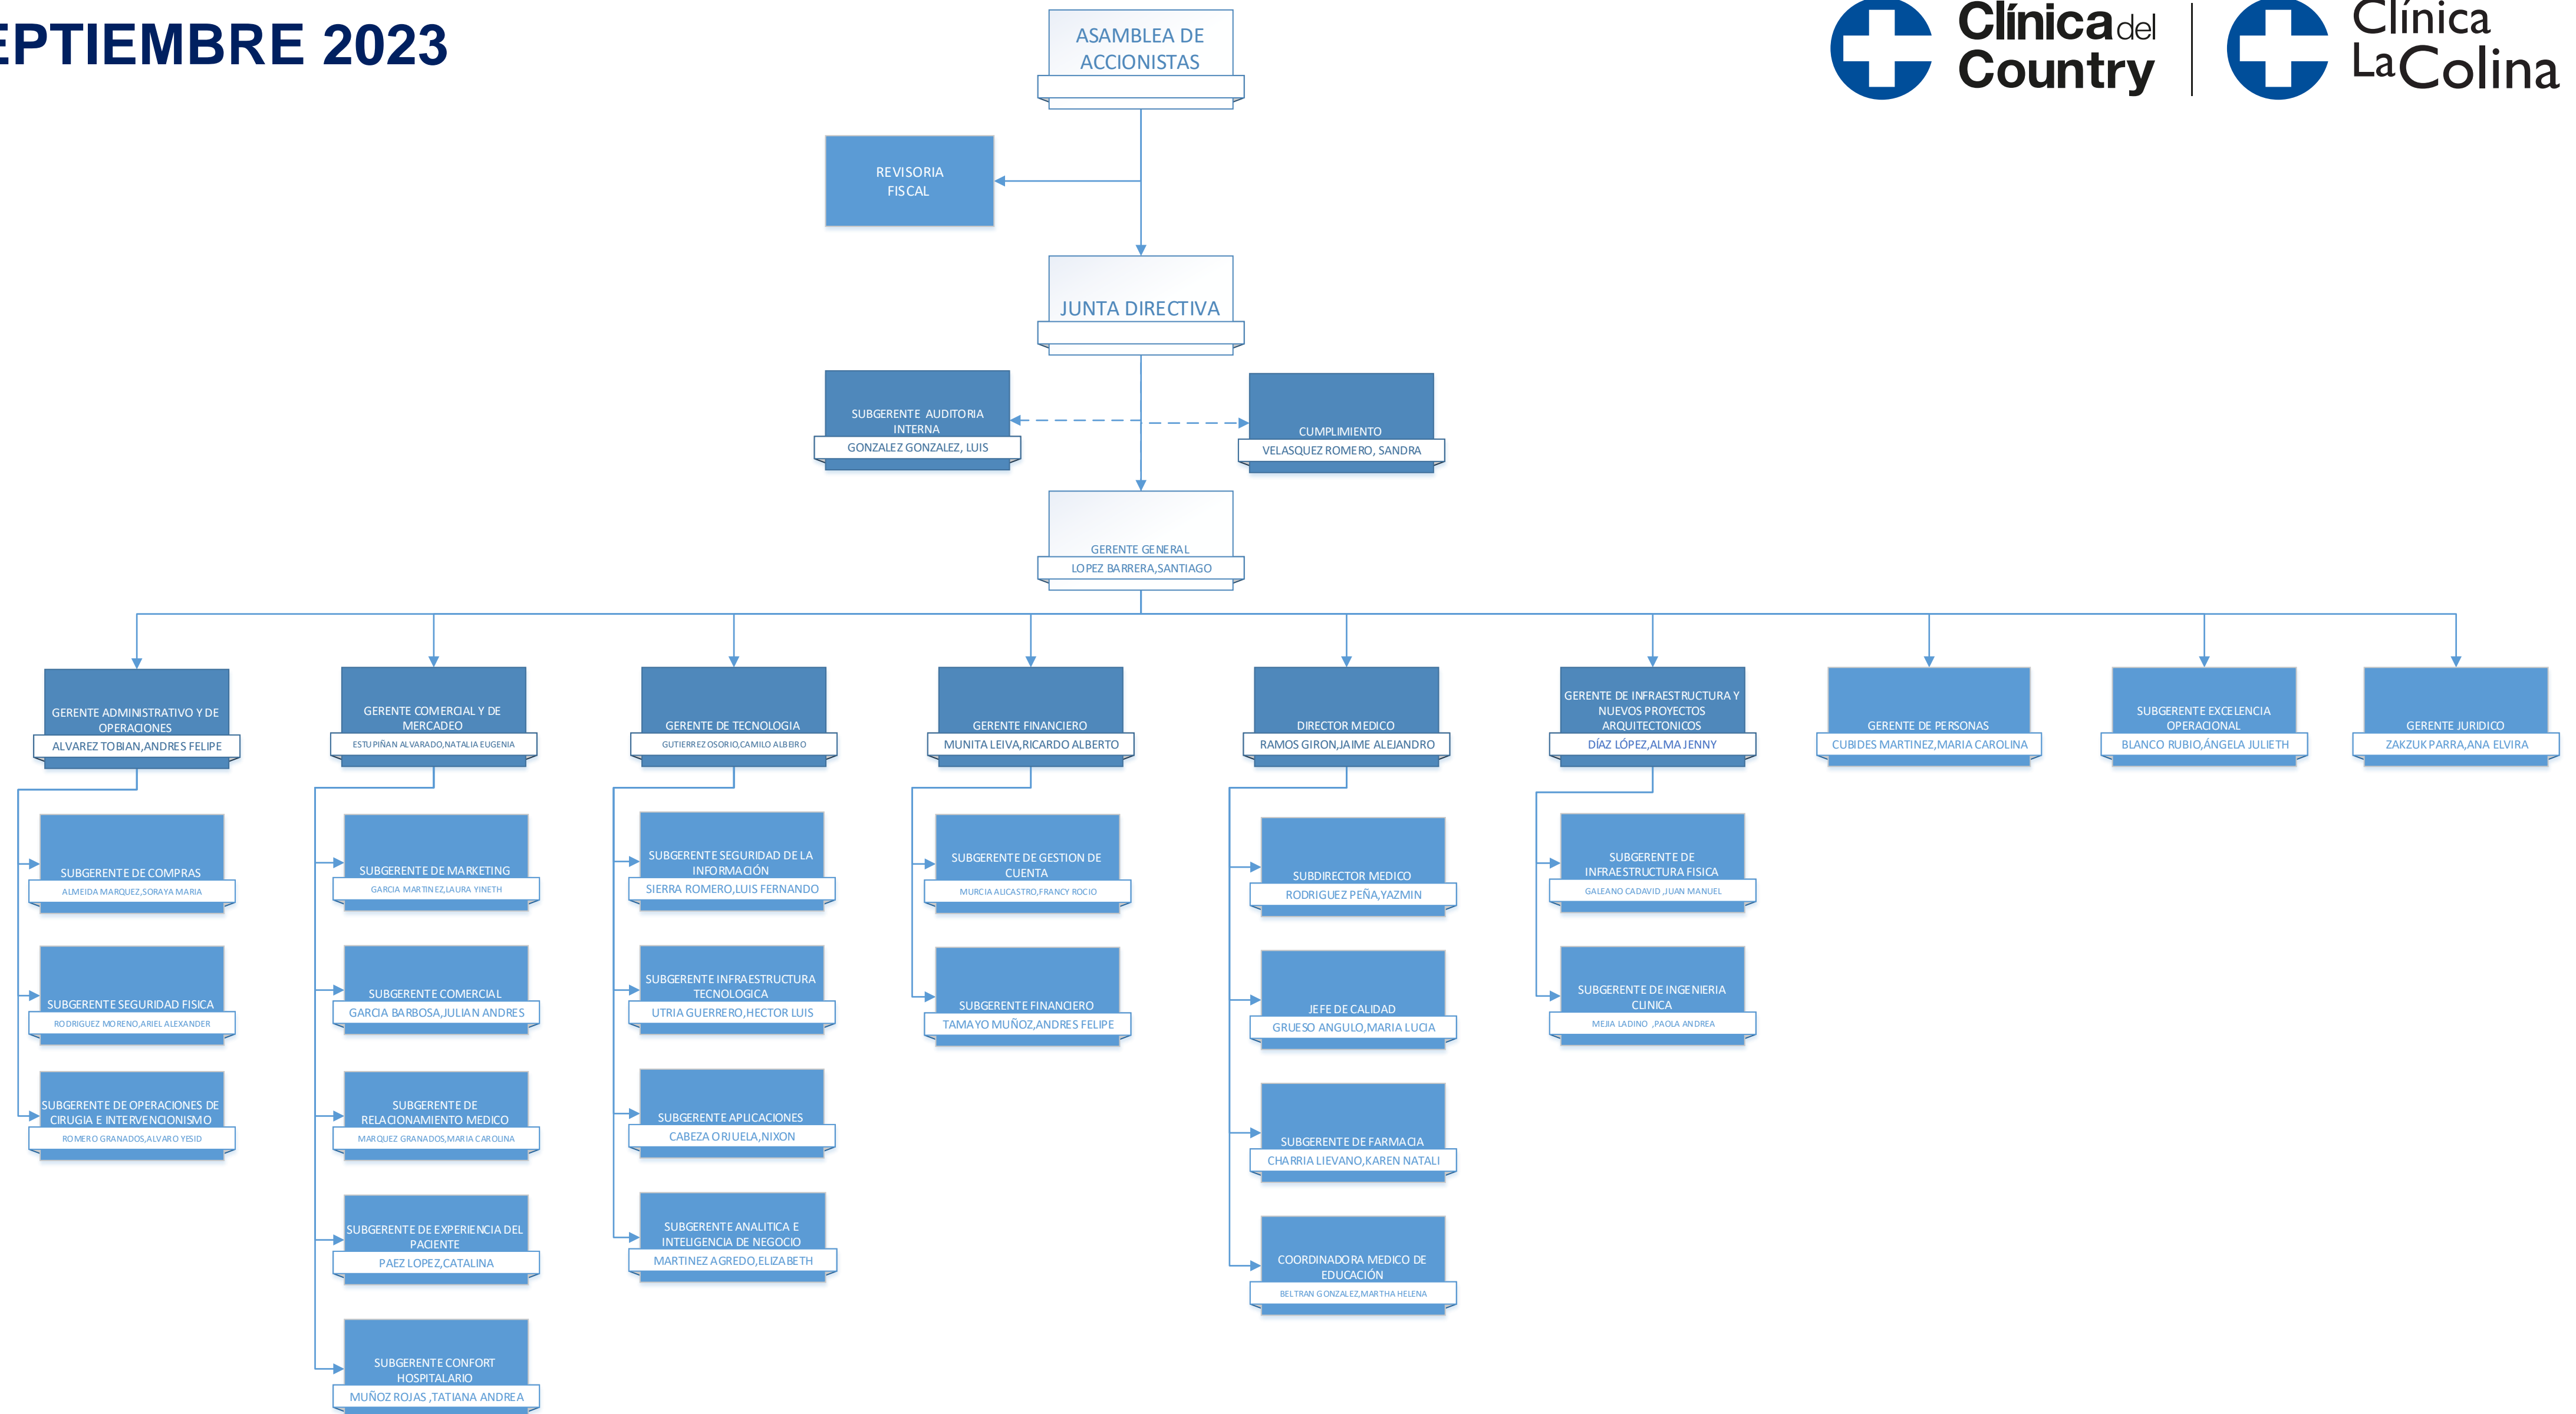 EPTIEMBRE 2023
Clínica del
Country
Clínica
La Colina
ASAMBLEA DE
ACCIONISTAS
REVISORIA
FISCAL
JUNTA DIRECTIVA
SUBGERENTE AUDITORIA
INTERNA
GONZALEZ GONZALEZ, LUIS
CUMPLIMIENTO
VELASQUEZ ROMERO, SANDRA
GERENTE GENERAL
LOPEZ BARRERA,SANTIAGO
GERENTE ADMINISTRATIVO Y DE
OPERACIONES
ALVAREZ TOBIAN,ANDRES FELIPE
GERENTE COMERCIAL Y DE
MERCADEO
ESTUPIÑAN ALVARADO,NATALIA EUGENIA
GERENTE DE TECNOLOGIA
GUTIERREZ OSORIO,CAMILO ALBEIRO
GERENTE FINANCIERO
MUNITA LEIVA,RICARDO ALBERTO
DIRECTOR MEDICO
RAMOS GIRON,JAIME ALEJANDRO
GERENTE DE INFRAESTRUCTURA Y
NUEVOS PROYECTOS
ARQUITECTONICOS
DÍAZ LÓPEZ,ALMA JENNY
GERENTE DE PERSONAS
CUBIDES MARTINEZ,MARIA CAROLINA
SUBGERENTE EXCELENCIA
OPERACIONAL
BLANCO RUBIO,ÁNGELA JULIETH
GERENTE JURIDICO
ZAKZUK PARRA,ANA ELVIRA
SUBGERENTE DE COMPRAS
ALMEIDA MARQUEZ,SORAYA MARIA
SUBGERENTE SEGURIDAD FISICA
RODRIGUEZ MORENO,ARIEL ALEXANDER
SUBGERENTE DE OPERACIONES DE
CIRUGIA E INTERVENCIONISMO
ROMERO GRANADOS,ALVARO YESID
SUBGERENTE DE MARKETING
GARCIA MARTINEZ,LAURA YINETH
SUBGERENTE COMERCIAL
GARCIA BARBOSA,JULIAN ANDRES
SUBGERENTE DE
RELACIONAMIENTO MEDICO
MARQUEZ GRANADOS,MARIA CAROLINA
SUBGERENTE DE EXPERIENCIA DEL
PACIENTE
PAEZ LOPEZ,CATALINA
SUBGERENTE CONFORT
HOSPITALARIO
MUÑOZ ROJAS ,TATIANA ANDREA
SUBGERENTE SEGURIDAD DE LA
INFORMACIÓN
SIERRA ROMERO,LUIS FERNANDO
SUBGERENTE INFRAESTRUCTURA
TECNOLOGICA
UTRIA GUERRERO,HECTOR LUIS
SUBGERENTE APLICACIONES
CABEZA ORJUELA,NIXON
SUBGERENTE ANALITICA E
INTELIGENCIA DE NEGOCIO
MARTINEZ AGREDO,ELIZABETH
SUBGERENTE DE GESTION DE
CUENTA
MURCIA ALICASTRO,FRANCY ROCIO
SUBGERENTE FINANCIERO
TAMAYO MUÑOZ,ANDRES FELIPE
SUBDIRECTOR MEDICO
RODRIGUEZ PEÑA,YAZMIN
JEFE DE CALIDAD
GRUESO ANGULO,MARIA LUCIA
SUBGERENTE DE FARMACIA
CHARRIA LIEVANO,KAREN NATALI
COORDINADORA MEDICO DE
EDUCACIÓN
BELTRAN GONZALEZ,MARTHA HELENA
SUBGERENTE DE
INFRAESTRUCTURA FISICA
GALEANO CADAVID ,JUAN MANUEL
SUBGERENTE DE INGENIERIA
CLINICA
MEJIA LADINO ,PAOLA ANDREA